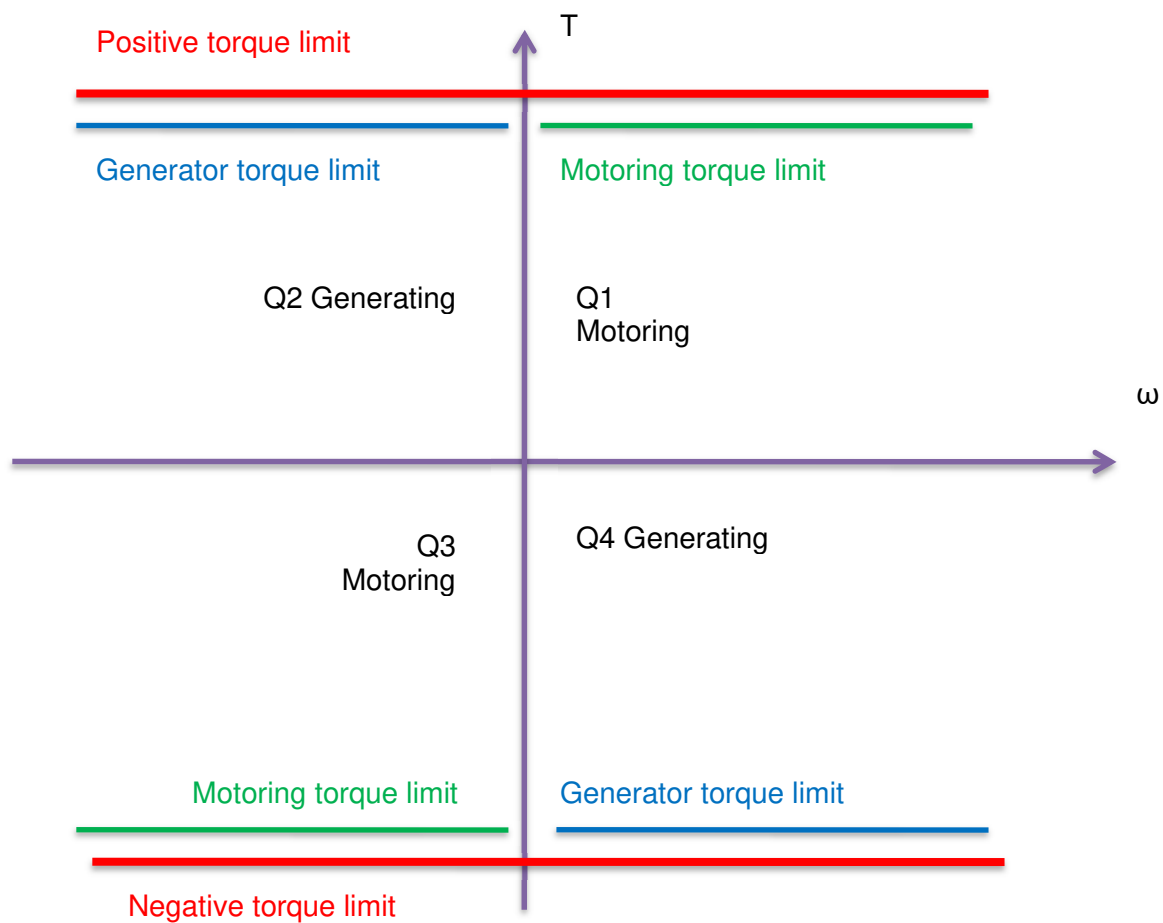 T
Positive torque limit
Generator torque limit
Motoring torque limit
Q2 Generating
Q1
Motoring
ω
Q3
Motoring
Q4 Generating
Motoring torque limit
Generator torque limit
Negative torque limit